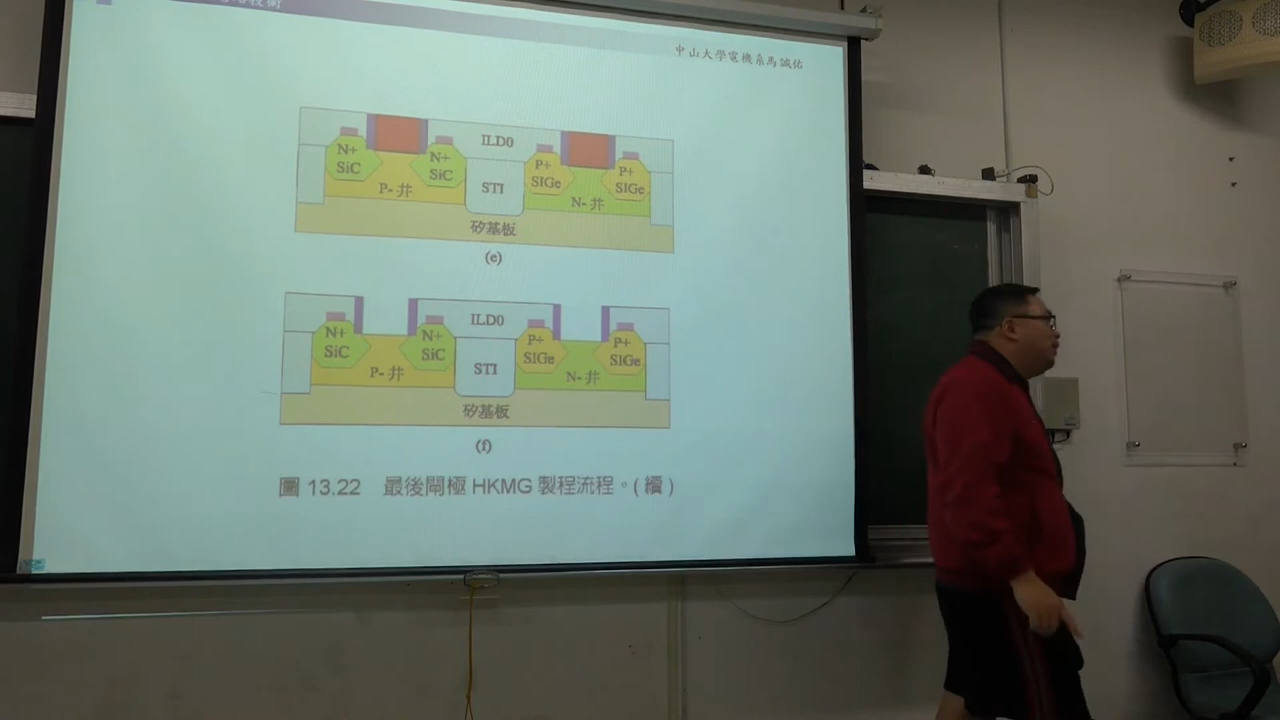 技術
中山大學電機系馬誠佑
ILD0
N+
SiC
N+
SiC
P+
SIGe
P+
SIGe
STI
P- 井
N- 井
矽基板
(e)
ILD0
N+
SiC
N+
SiC
P+
SIGe
P+
SIGe
STI
P- 井
N- 井
矽基板
(f)
圖 13.22 最後閘極 HKMG 製程流程。( 續 )